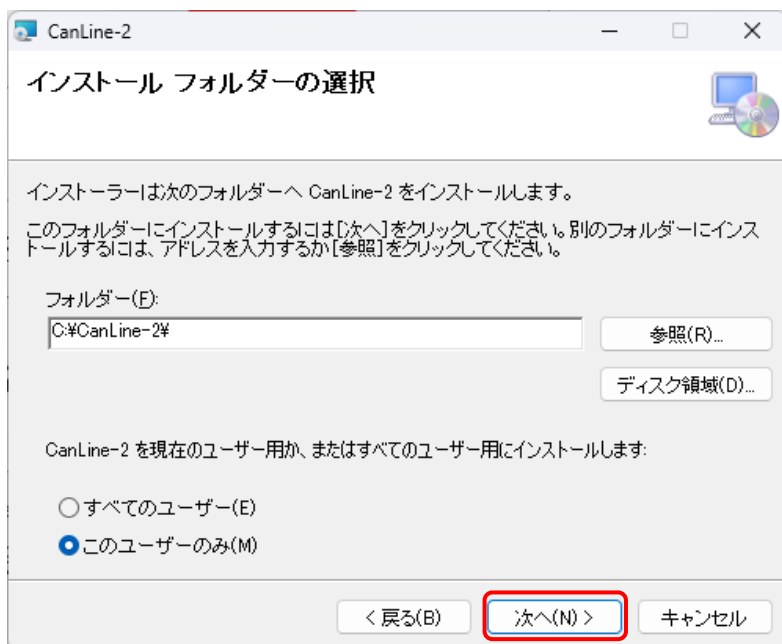 CanLine-2
インストール フォルダーの選択
インストーラーは次のフォルダーへ CanLine-2 をインストールします。
このフォルダーにインストールするには[次へ]をクリックしてください。別のフォルダーにインス
トールするには、アドレスを入力するか[参照]をクリックしてください。
フォルダー(F):
C:¥CanLine-2¥
参照(R)...
ディスク領域(D)...
CanLine-2 を現在のユーザー用か、またはすべてのユーザー用にインストールします:
すべてのユーザー(E)
このユーザーのみ(M)
< 戻る(B)
次へ(N) >
キャンセル